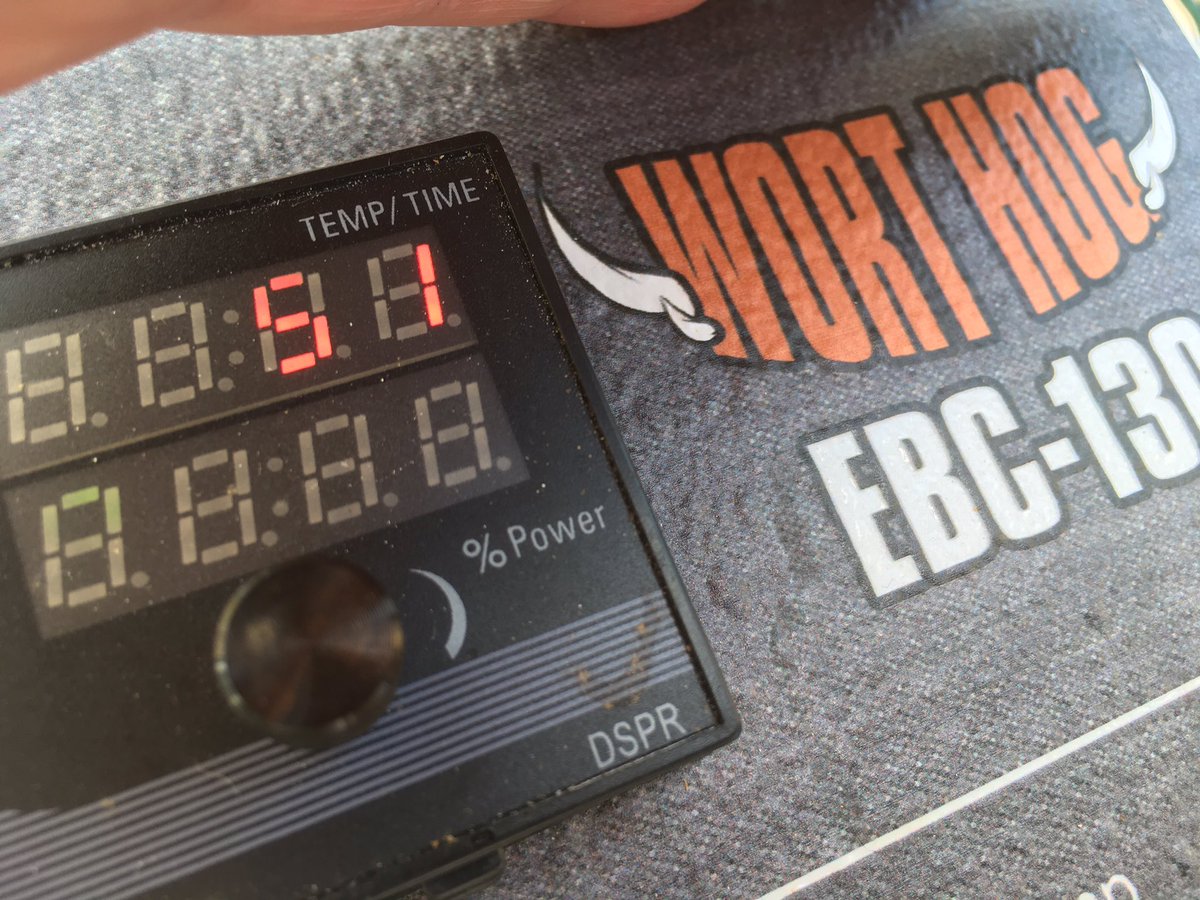 TEMP/TIME
51
% Power
DSPR
WORT HOG
EBC-130